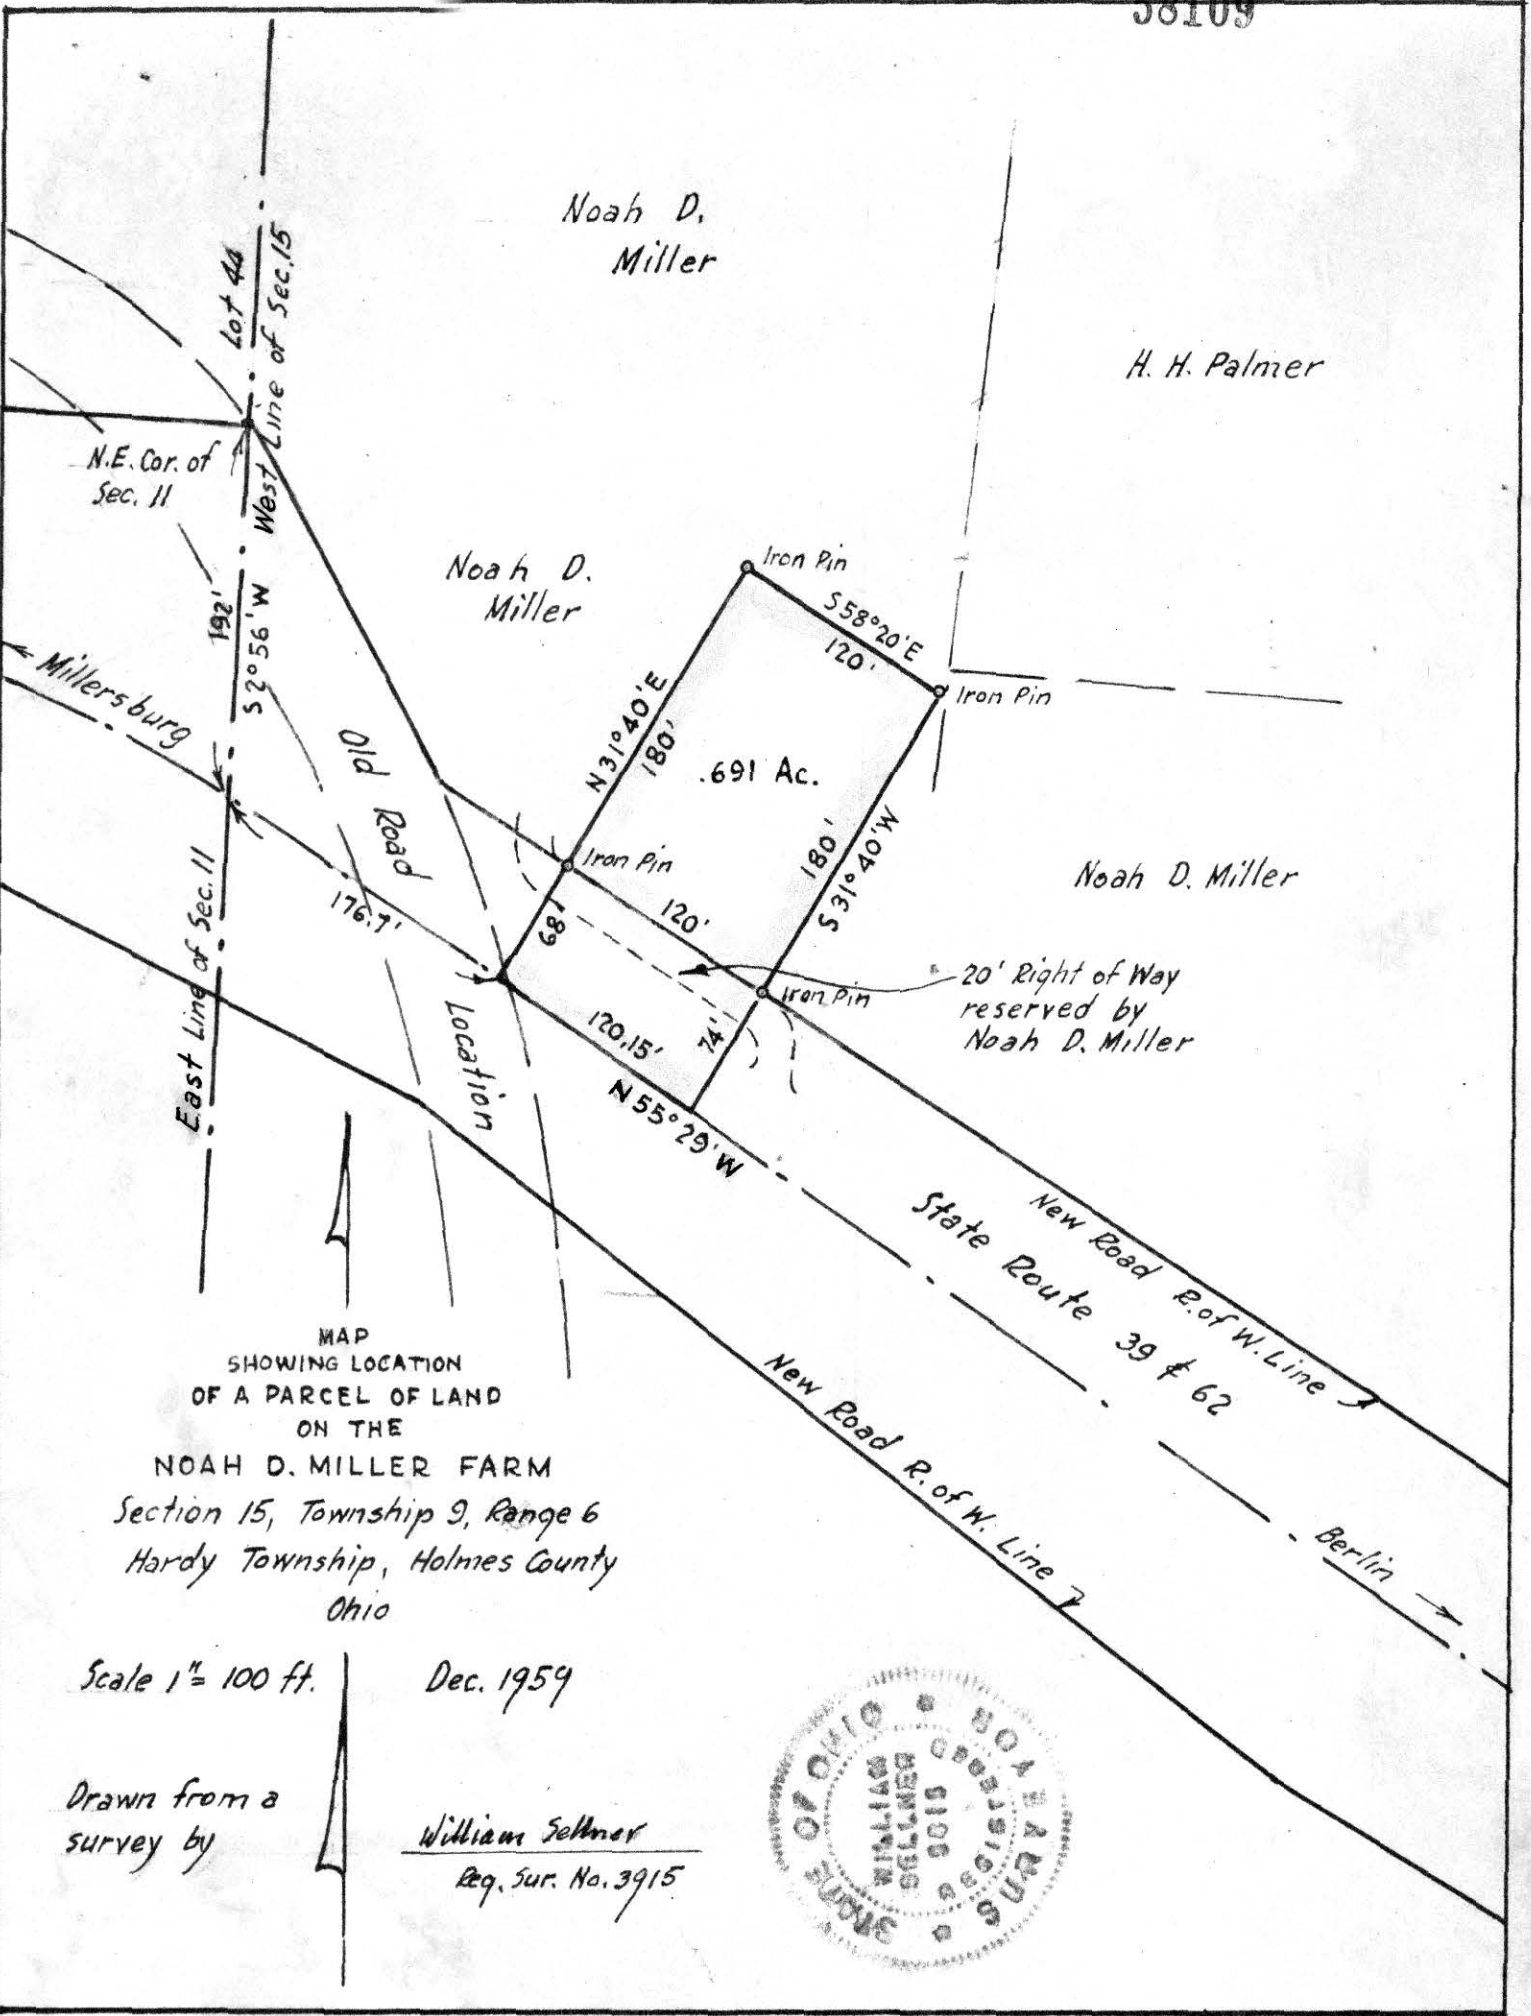 38109
Noah D.
Miller
Lot 44
West Line of Sec. 15
H. H. Palmer
N.E. Cor. of
Sec. 11
192'
S 2° 56' W
Noah D.
Miller
Iron Pin
S 58° 20' E
120'
Iron Pin
← Millersburg
Old Road
Location
N 31° 40' E
180'
.691 Ac.
180'
S 31° 40' W
Iron Pin
Noah D. Miller
176.7'
68'
120'
20' Right of Way
reserved by
Noah D. Miller
Iron Pin
120.15'
74'
N 55° 29' W
East Line of Sec. 11
New Road R. of W. Line
State Route 39 & 62
New Road R. of W. Line
Berlin →
MAP
SHOWING LOCATION
OF A PARCEL OF LAND
ON THE
NOAH D. MILLER FARM
Section 15, Township 9, Range 6
Hardy Township, Holmes County
Ohio
Scale 1" = 100 ft.
Dec. 1959
Drawn from a
survey by
William Sellner
Reg. Sur. No. 3915
STATE OF OHIO
WILLIAM
SELLNER